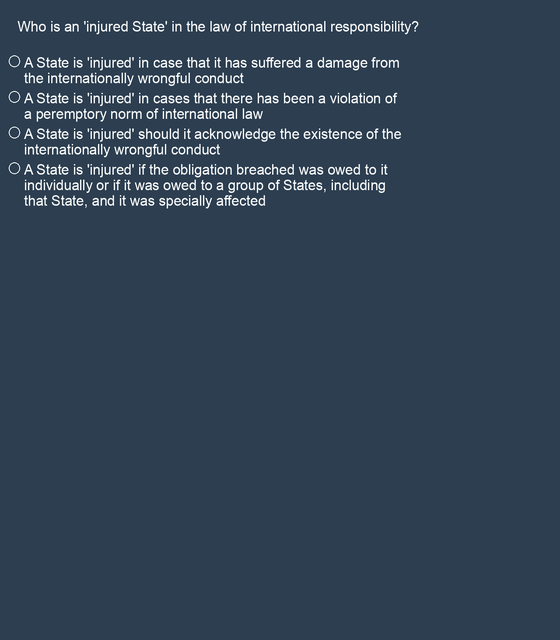 Who is an 'injured State' in the law of international responsibility?
A State is 'injured' in case that it has suffered a damage from
the internationally wrongful conduct
A State is 'injured' in cases that there has been a violation of
a peremptory norm of international law
A State is 'injured' should it acknowledge the existence of the
internationally wrongful conduct
A State is 'injured' if the obligation breached was owed to it
individually or if it was owed to a group of States, including
that State, and it was specially affected